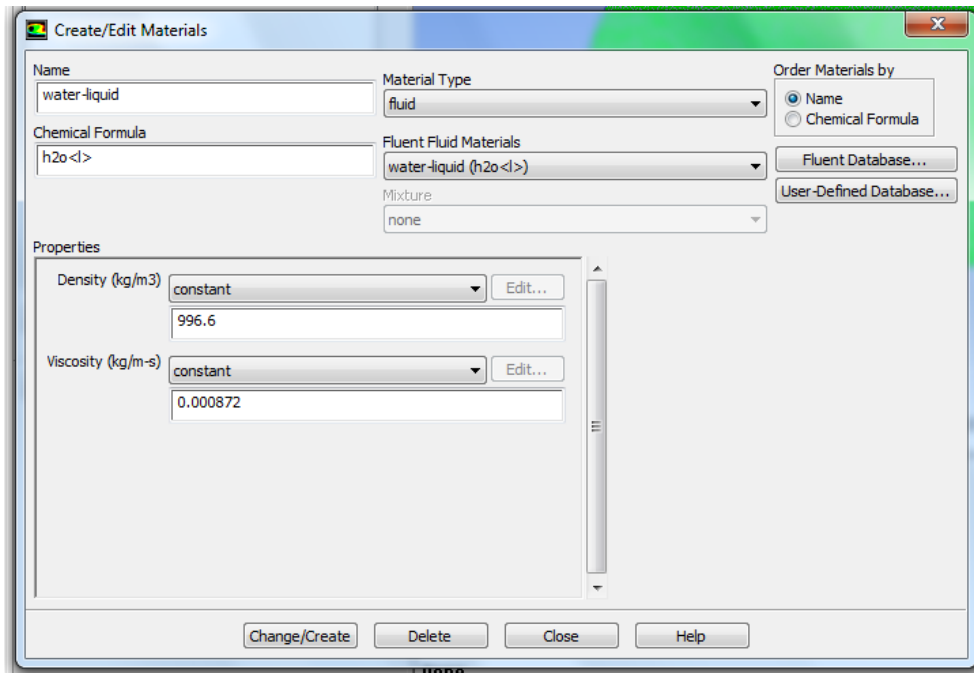 Create/Edit Materials
Name
water-liquid
Chemical Formula
h2o<l>
Material Type
fluid
Fluent Fluid Materials
water-liquid (h2o<l>)
Mixture
none
Order Materials by
Name
Chemical Formula
Fluent Database...
User-Defined Database...
Properties
Density (kg/m3)
constant
Edit...
996.6
Viscosity (kg/m-s)
constant
Edit...
0.000872
Change/Create
Delete
Close
Help